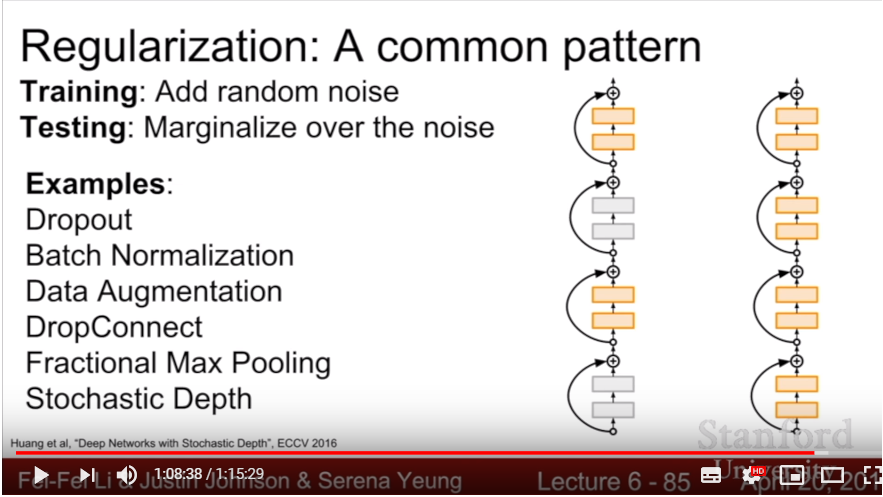 Regularization: A common pattern
Training: Add random noise
Testing: Marginalize over the noise
Examples:
Dropout
Batch Normalization
Data Augmentation
DropConnect
Fractional Max Pooling
Stochastic Depth
Huang et al, "Deep Networks with Stochastic Depth", ECCV 2016
Stanford
University
1:08:38 / 1:15:29
HD
Fei-Fei Li & Justin Johnson & Serena Yeung
Lecture 6 - 85
April 20, 201